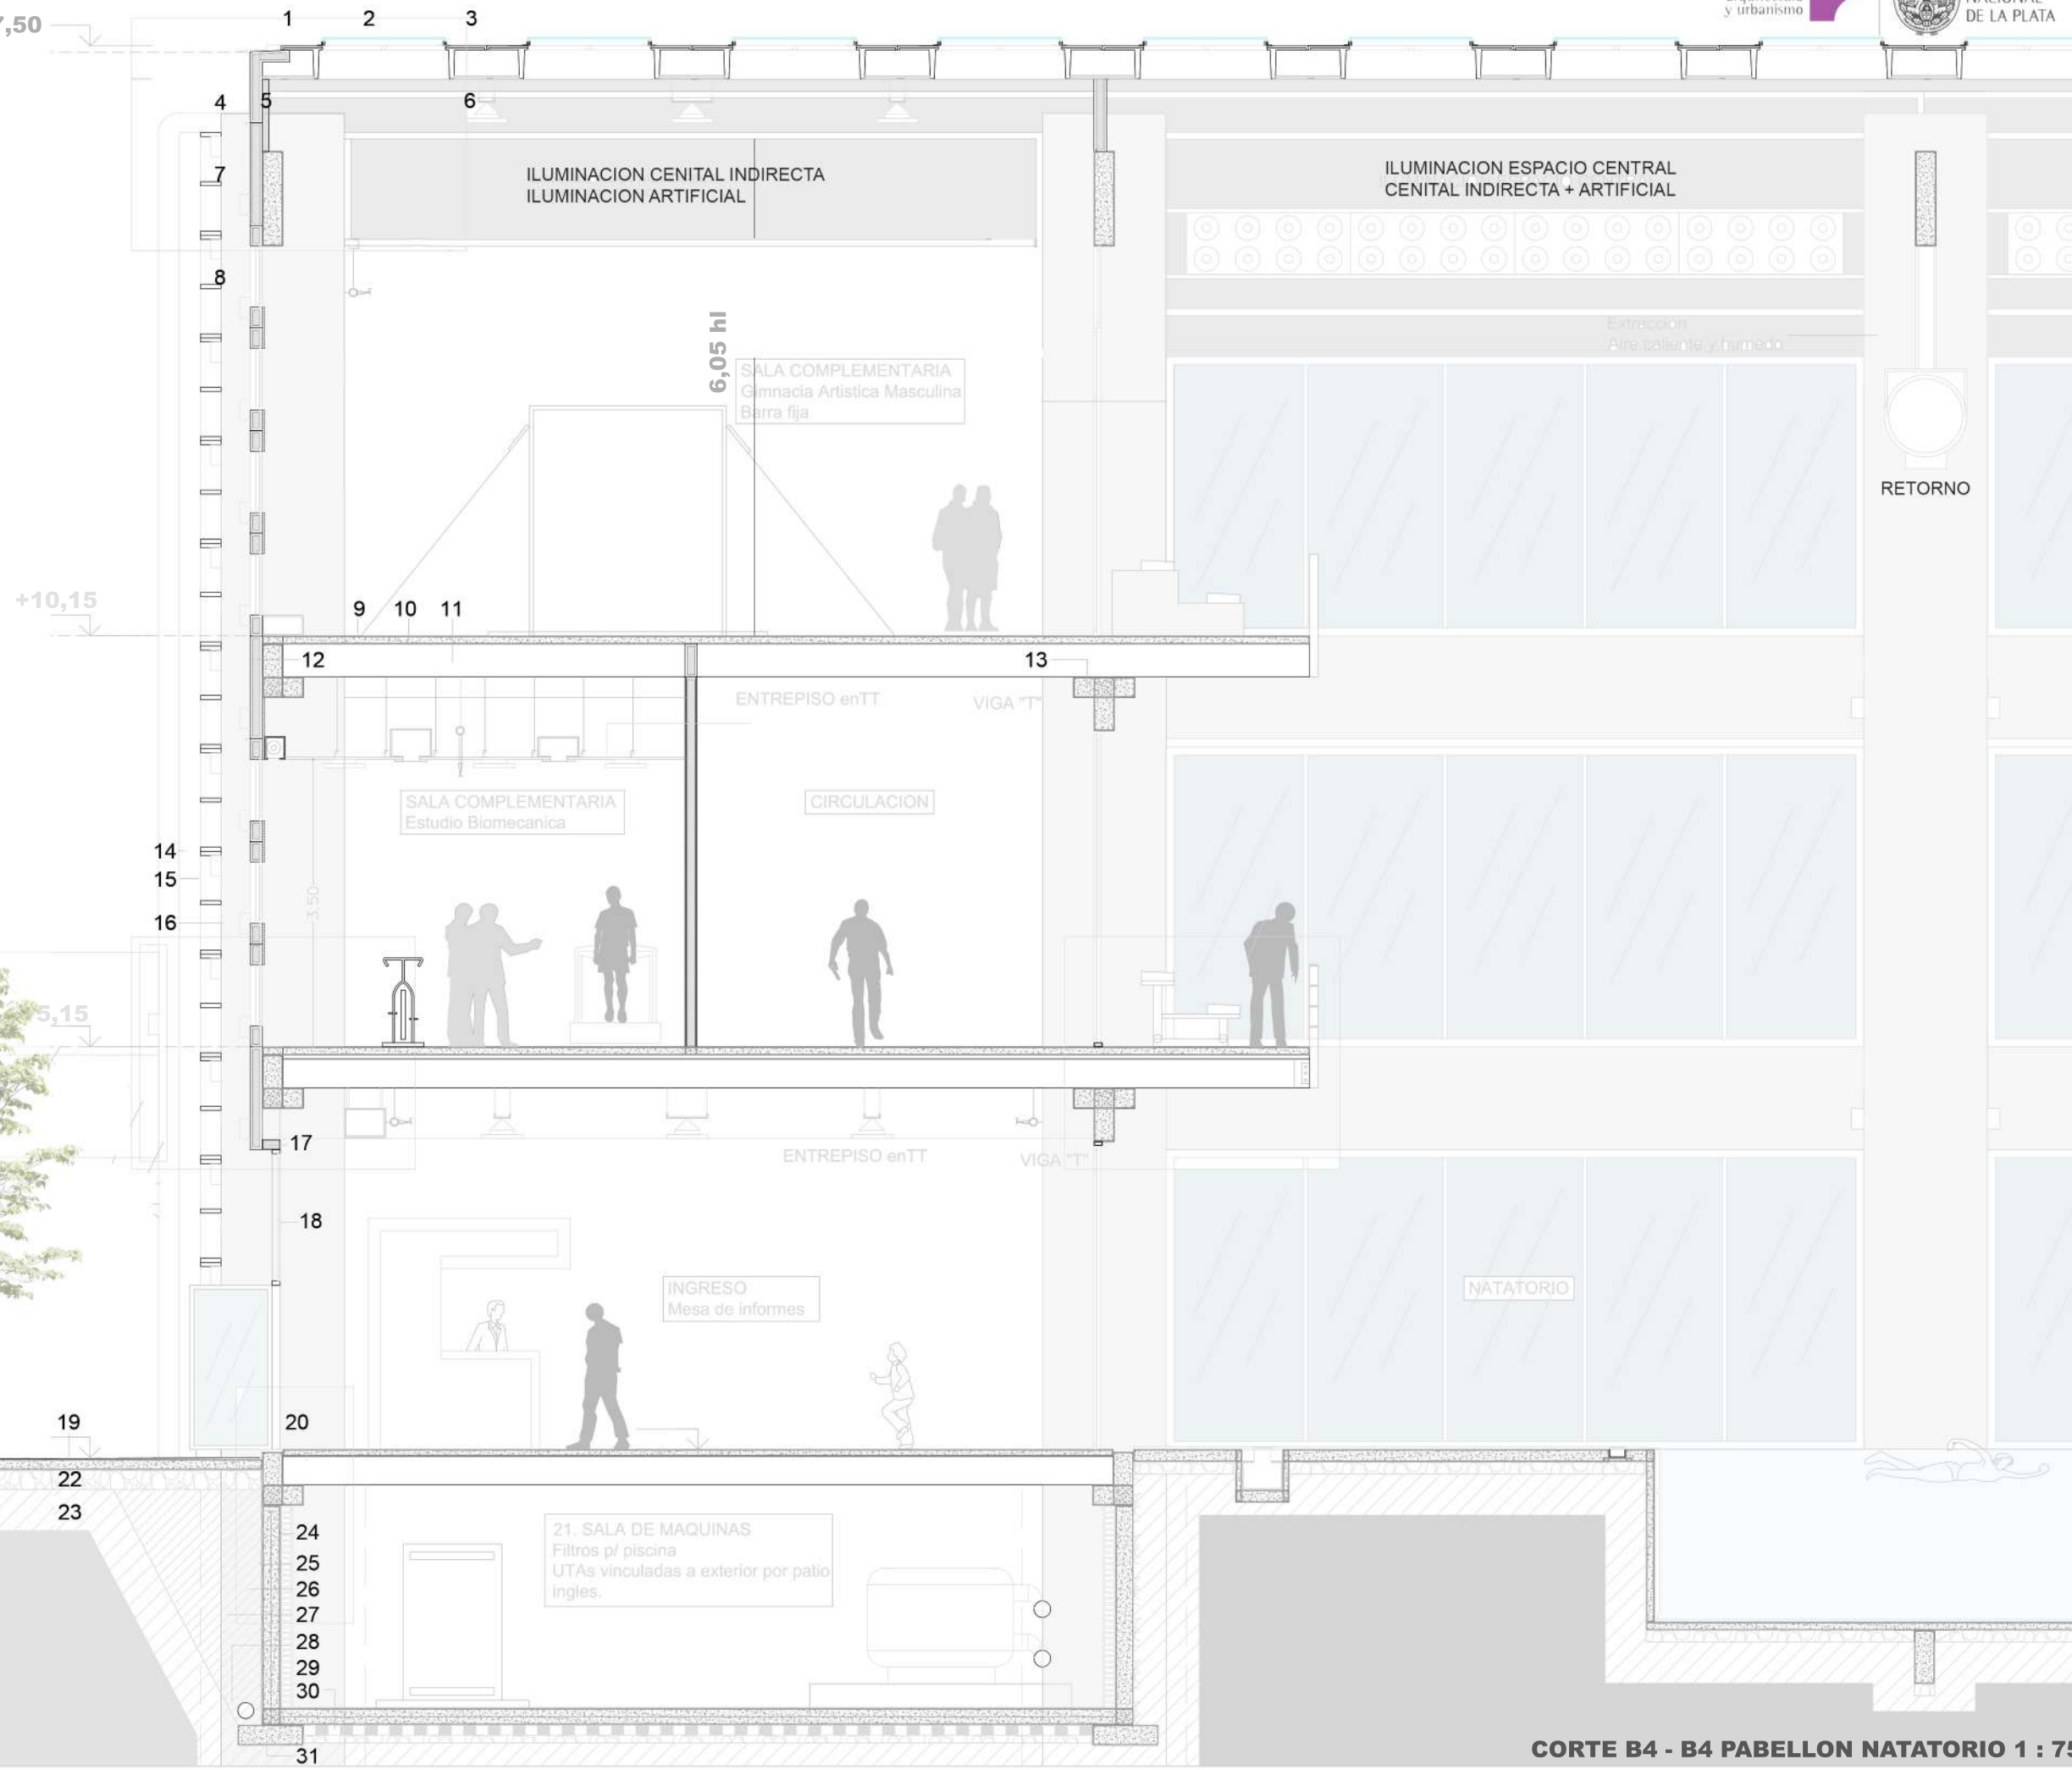 7,50
1 2 3
y urbanismo
NACIONAL
DE LA PLATA
4 5 6
7
ILUMINACION CENITAL INDIRECTA
ILUMINACION ARTIFICIAL
ILUMINACION ESPACIO CENTRAL
CENITAL INDIRECTA + ARTIFICIAL
8
6,05 hl
Extraccion
Aire caliente y humedo
SALA COMPLEMENTARIA
Gimnacia Artistica Masculina
Barra fija
RETORNO
+10,15
9 10 11
12
13
ENTREPISO enTT
VIGA "T"
SALA COMPLEMENTARIA
Estudio Biomecanica
CIRCULACION
14
15
16
3.50
5,15
17
ENTREPISO enTT
VIGA "T"
18
INGRESO
Mesa de informes
NATATORIO
19
20
22
23
24
25
26
27
28
29
30
31
21. SALA DE MAQUINAS
Filtros p/ piscina
UTAs vinculadas a exterior por patio
ingles.
CORTE B4 - B4 PABELLON NATATORIO 1 : 75